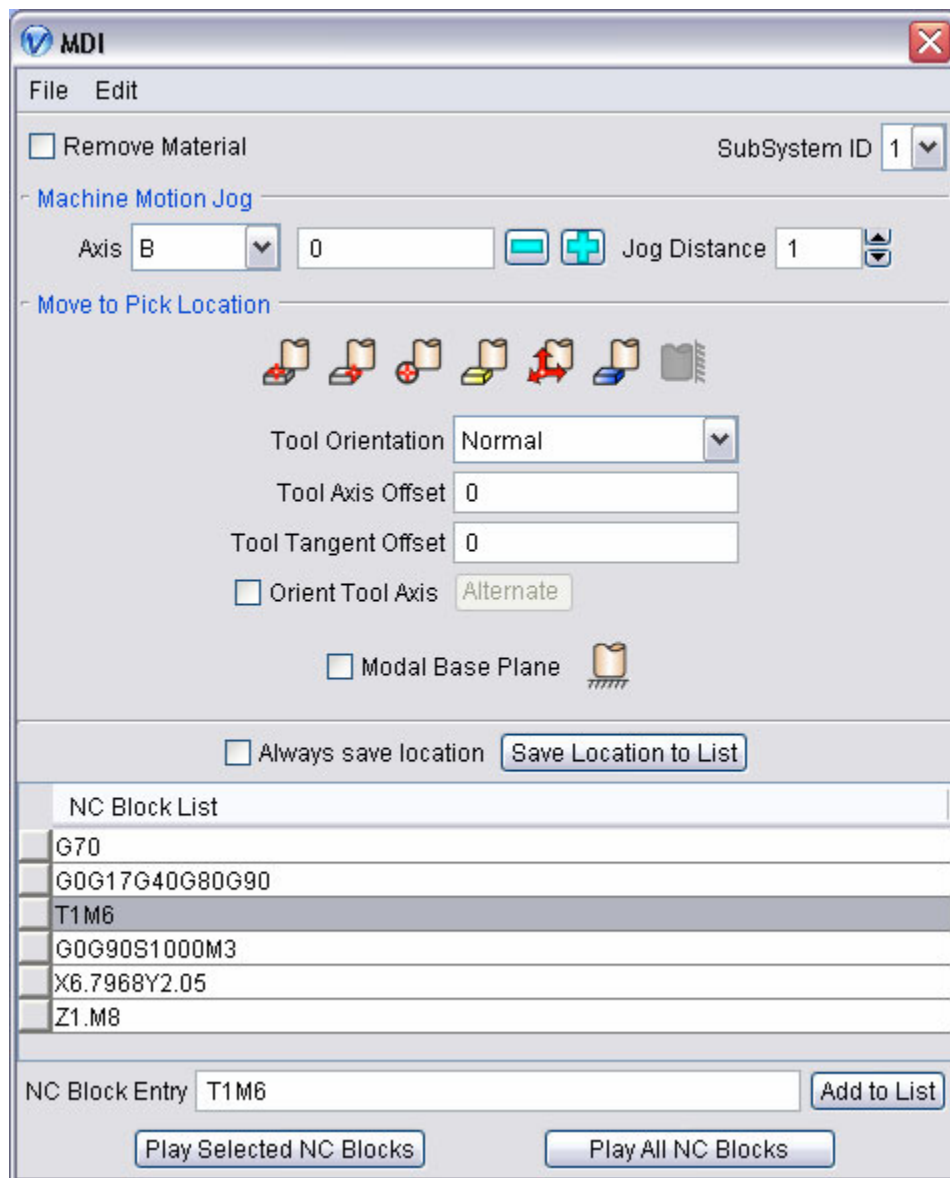 MDI
File Edit
Remove Material SubSystem ID 1
Machine Motion Jog
Axis B 0 Jog Distance 1
Move to Pick Location
Tool Orientation Normal
Tool Axis Offset 0
Tool Tangent Offset 0
Orient Tool Axis Alternate
Modal Base Plane
Always save location Save Location to List
NC Block List
G70
G0G17G40G80G90
T1M6
G0G90S1000M3
X6.7968Y2.05
Z1.M8
NC Block Entry T1M6 Add to List
Play Selected NC Blocks Play All NC Blocks